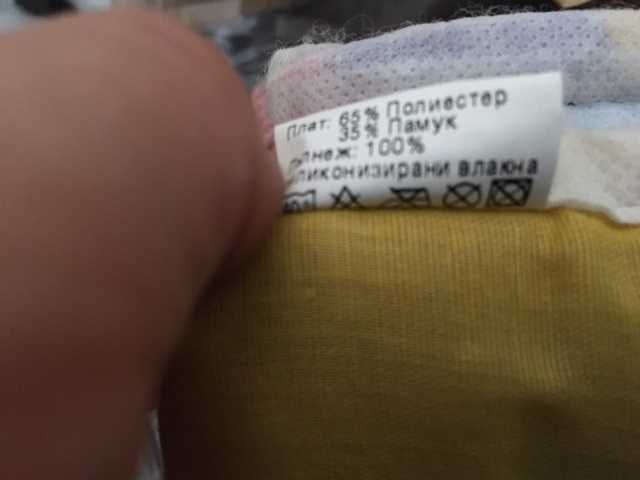 Плат: 65% Полиестер
35% Памук
100%
влакна